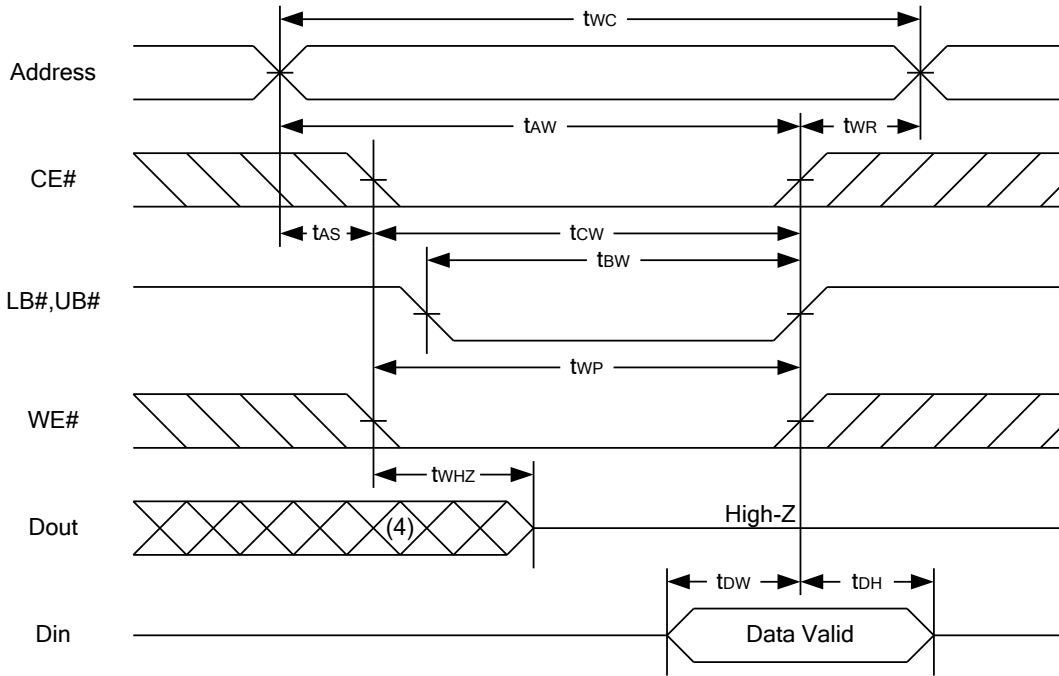 tWC
Address
tAW
tWR
CE#
tAS
tCW
tBW
LB#,UB#
tWP
WE#
tWHZ
Dout
(4)
High-Z
tDW
tDH
Din
Data Valid